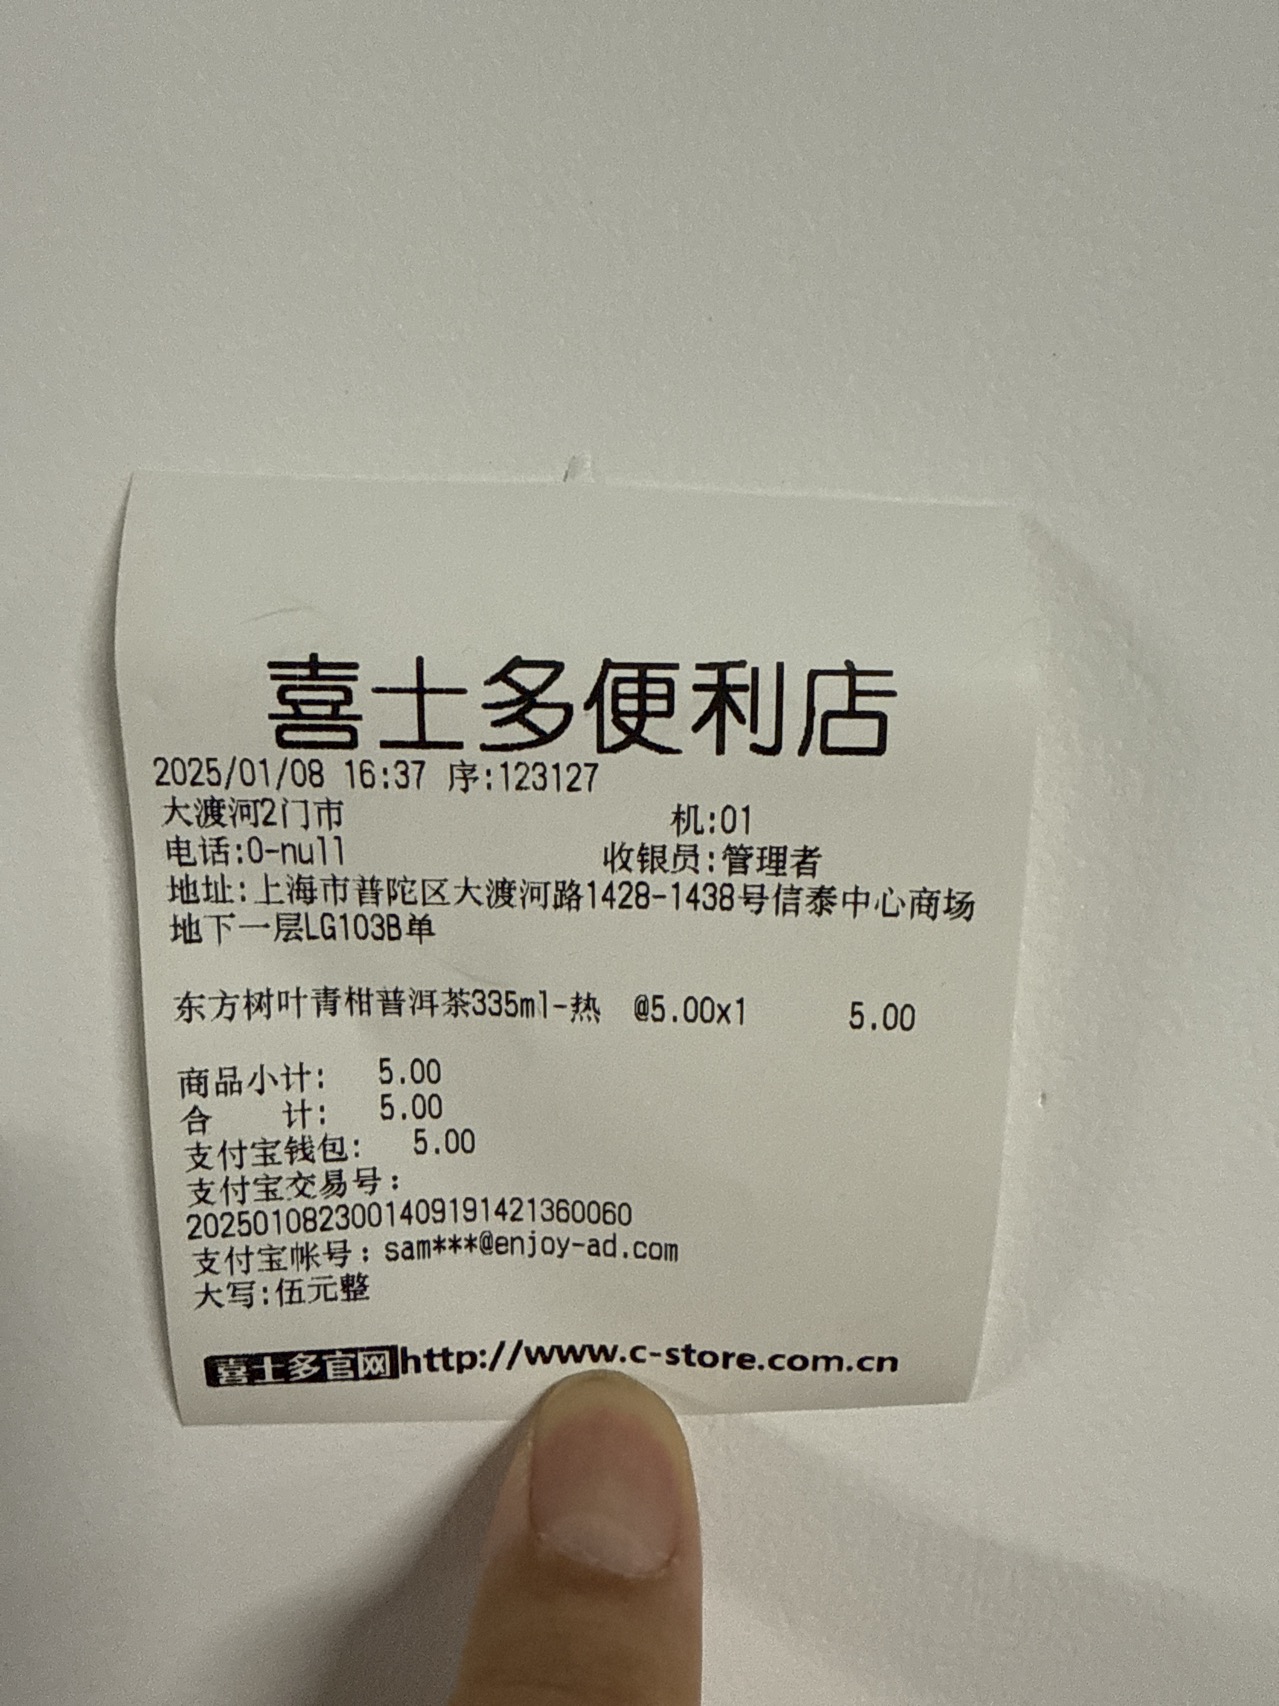 喜士多便利店
2025/01/08 16:37 序:123127
大渡河2门市 机:01
电话:0-null 收银员:管理者
地址:上海市普陀区大渡河路1428-1438号信泰中心商场
地下一层LG103B单
东方树叶青柑普洱茶335ml-热 @5.00x1 5.00
商品小计: 5.00
合 计: 5.00
支付宝钱包: 5.00
支付宝交易号:
2025010823001409191421360060
支付宝帐号:sam***@enjoy-ad.com
大写:伍元整
喜士多官网http://www.c-store.com.cn